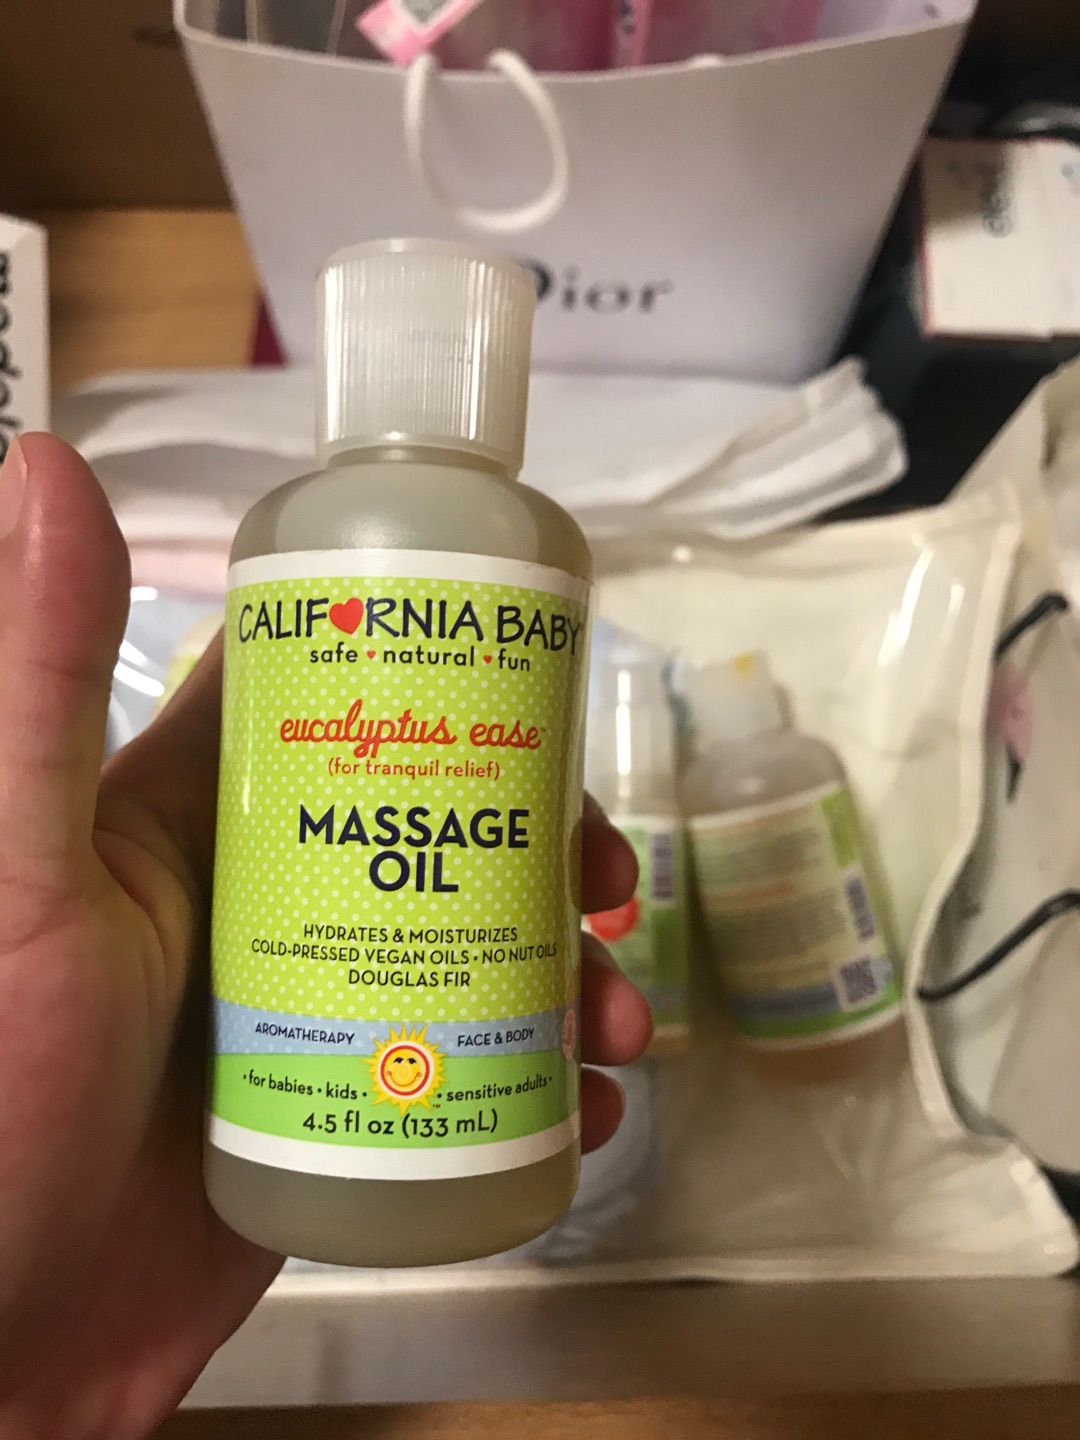 Dior
CALIFORNIA BABY
safe • natural • fun
eucalyptus ease™
(for tranquil relief)
MASSAGE
OIL
HYDRATES & MOISTURIZES
COLD-PRESSED VEGAN OILS • NO NUT OILS
DOUGLAS FIR
AROMATHERAPY
FACE & BODY
• for babies • kids •
• sensitive adults •
4.5 fl oz (133 mL)